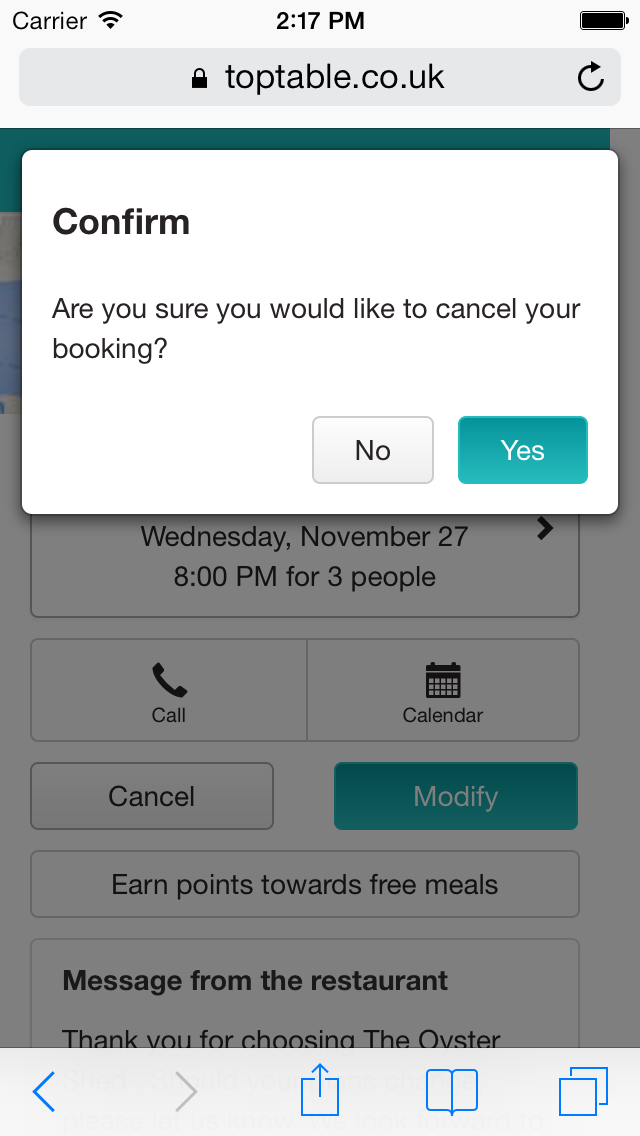 Carrier 2:17 PM
toptable.co.uk
Confirm
Are you sure you would like to cancel your
booking?
No Yes
Wednesday, November 27
8:00 PM for 3 people
Call Calendar
Cancel Modify
Earn points towards free meals
Message from the restaurant
Thank you for choosing The Oyster
Shed. Should your plans change
please let us know. We look forward to